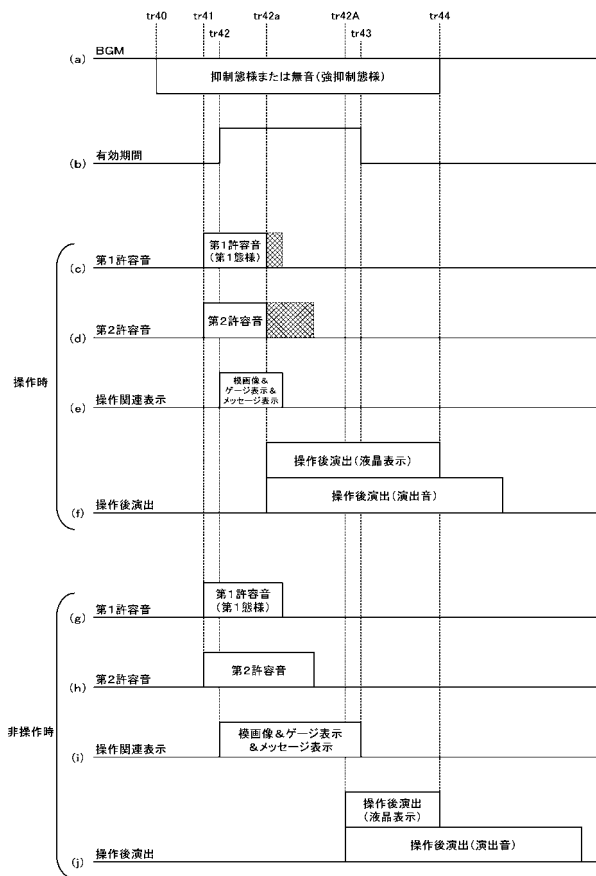 tr40 tr41 tr42a tr42A tr44
tr42 tr43
BGM
(a)
抑制態様または無音(強抑制態様)
有効期間
(b)
第1許容音
(第1態様)
第1許容音
(c)
第2許容音
第2許容音
(d)
操作時
模画像&
ゲージ表示&
メッセージ表示
操作関連表示
(e)
操作後演出(液晶表示)
操作後演出(演出音)
操作後演出
(f)
第1許容音
(第1態様)
第1許容音
(g)
第2許容音
第2許容音
(h)
非操作時
模画像&ゲージ表示
&メッセージ表示
操作関連表示
(i)
操作後演出
(液晶表示)
操作後演出(演出音)
操作後演出
(j)